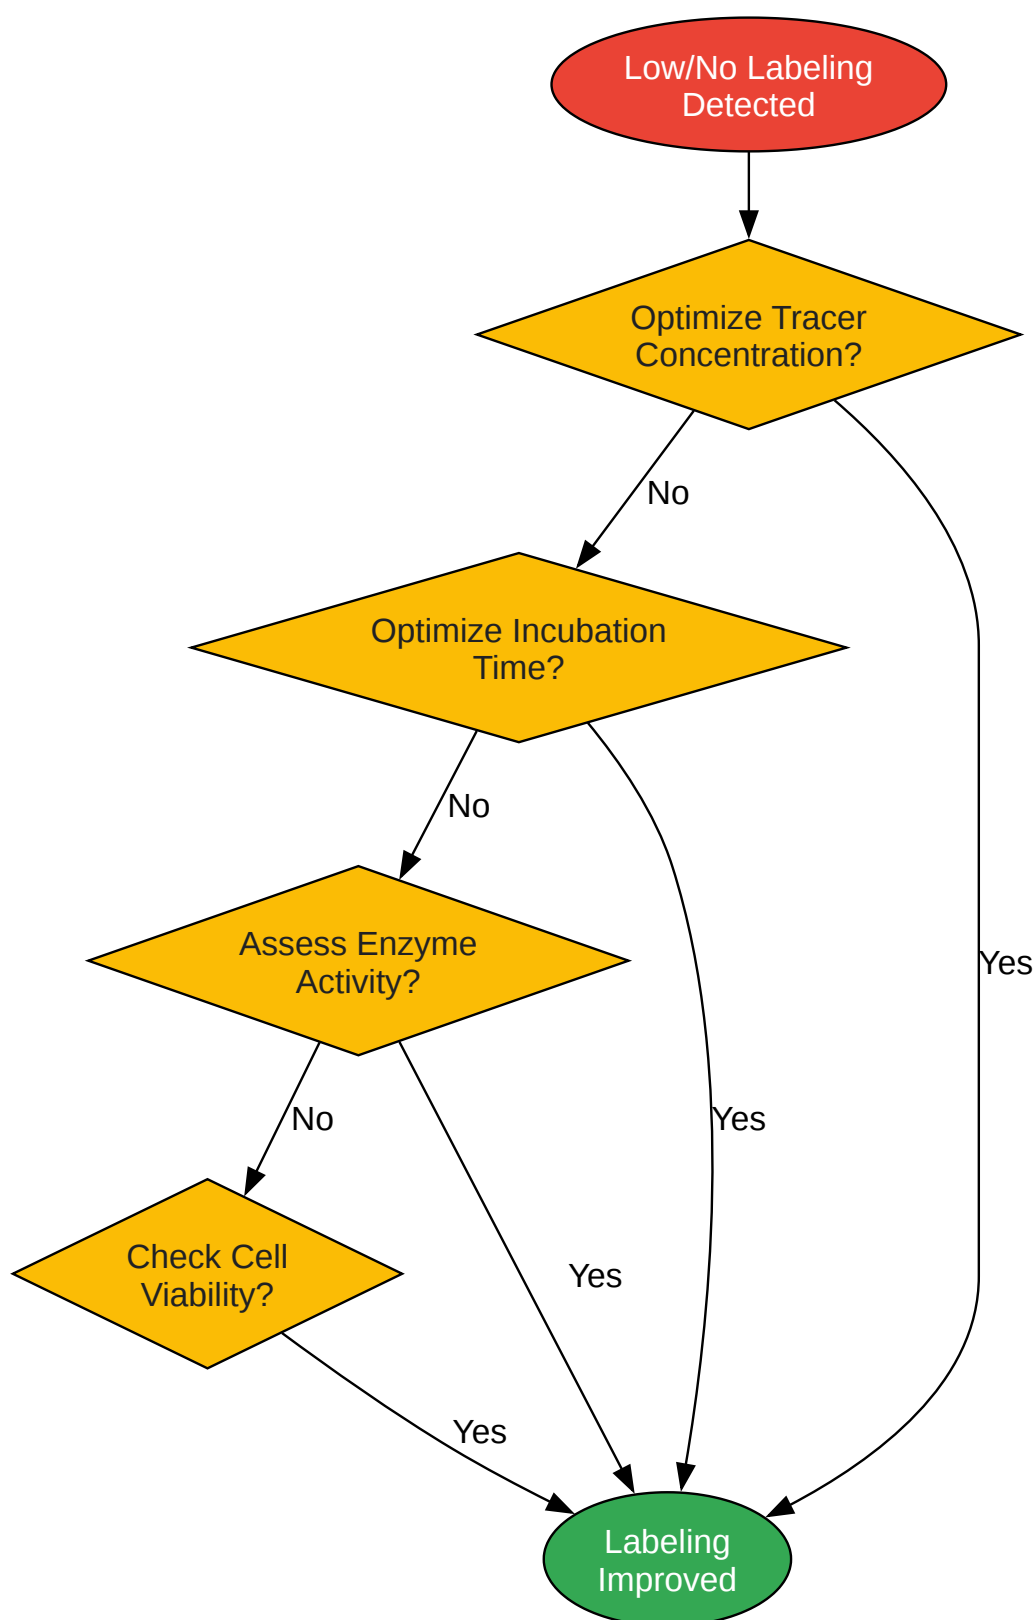 Low/No Labeling
Detected
Optimize Tracer
Concentration?
No
Optimize Incubation
Time?
No
Assess Enzyme
Activity?
Yes
No
Yes
Check Cell
Viability?
Yes
Yes
Labeling
Improved